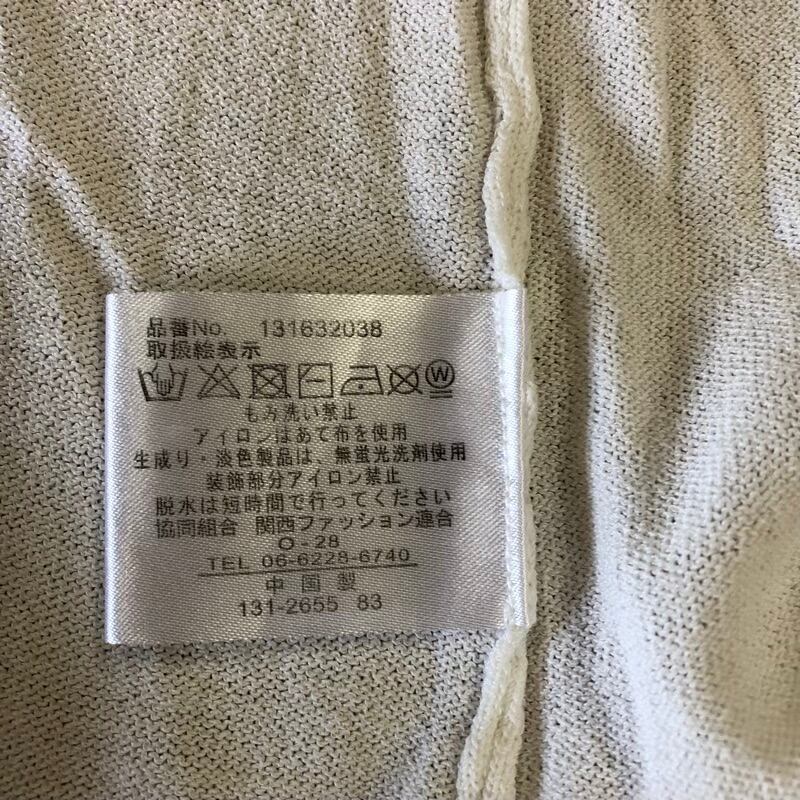 品番No. 131632038
取扱絵表示
W
もみ洗い禁止
アイロンはあて布を使用
生成り・淡色製品は、無蛍光洗剤使用
装飾部分アイロン禁止
脱水は短時間で行ってください
協同組合 関西ファッション連合
O-28
TEL 06-6228-6740
中国製
131-2655 83